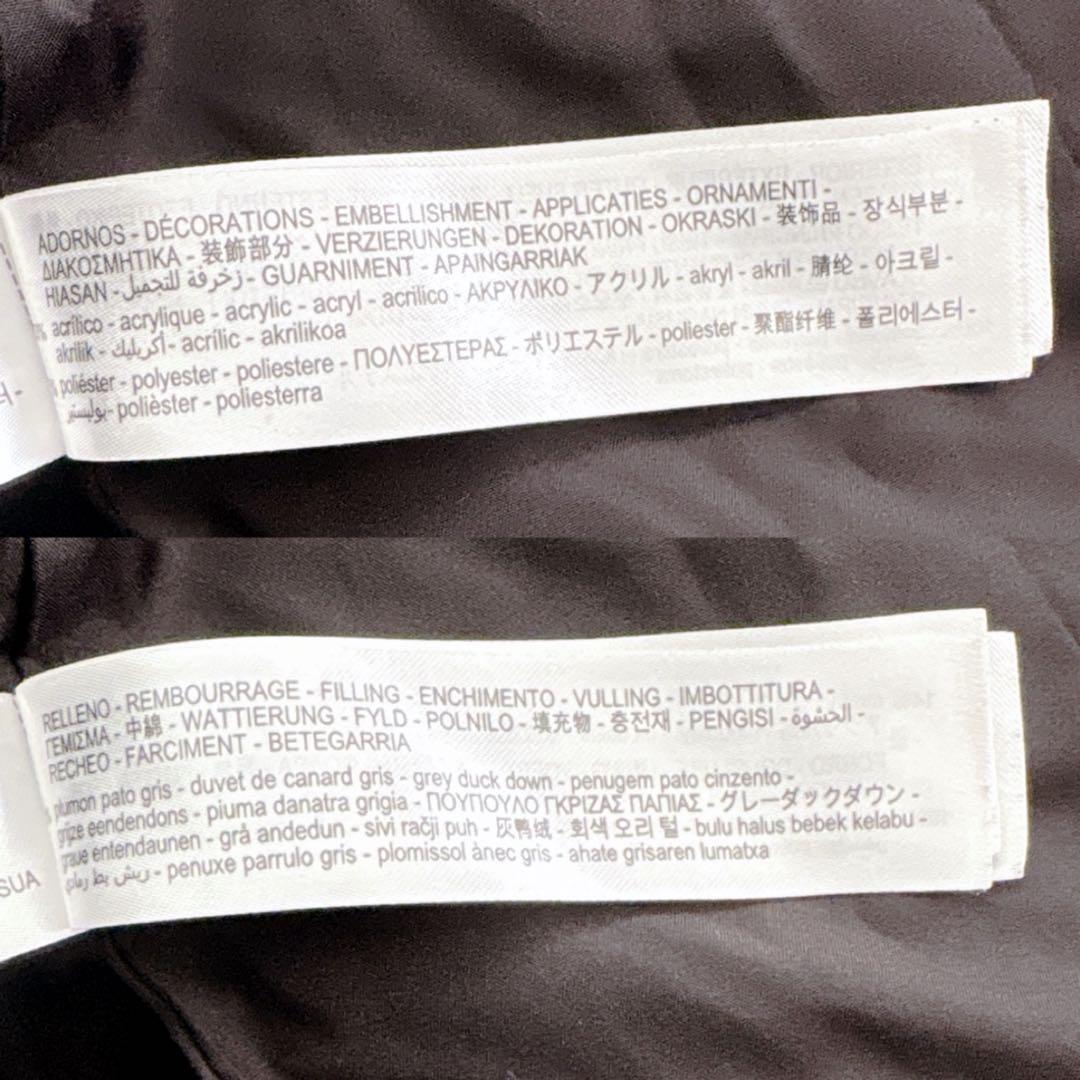 ADORNOS - DÉCORATIONS - EMBELLISHMENT - APPLICATIES - ORNAMENTI -
ΔΙΑΚΟΣΜΗΤΙΚΑ - 装飾部分 - VERZIERUNGEN - DEKORATION - OKRASKI - 装饰品 - 장식부분 -
HIASAN - زخرفة للتجميل - GUARNIMENT - APAINGARRIAK
% acrílico - acrylique - acrylic - acryl - acrilico - ΑΚΡΥΛΙΚΟ - アクリル - akryl - akril - 腈纶 - 아크릴 -
akrilik - أكريليك - acrílic - akrilikoa
% poliéster - polyester - poliestere - ΠΟΛΥΕΣΤΕΡΑΣ - ポリエステル - poliester - 聚酯纤维 - 폴리에스터 -
بوليستير - polièster - poliesterra
RELLENO - REMBOURRAGE - FILLING - ENCHIMENTO - VULLING - IMBOTTITURA -
ΓΕΜΙΣΜΑ - 中綿 - WATTIERUNG - FYLD - POLNILO - 填充物 - 충전재 - PENGISI - الحشوة -
RECHEO - FARCIMENT - BETEGARRIA
plumon pato gris - duvet de canard gris - grey duck down - penugem pato cinzento -
grijze eendendons - piuma danatra grigia - ΠΟΥΠΟΥΛΟ ΓΚΡΙΖΑΣ ΠΑΠΙΑΣ - グレーダックダウン -
graue entendaunen - grå andedun - sivi račji puh - 灰鸭绒 - 회색 오리 털 - bulu halus bebek kelabu -
ريش بط رمادي - penuxe parrulo gris - plomissol ànec gris - ahate grisaren lumatxa
SUA